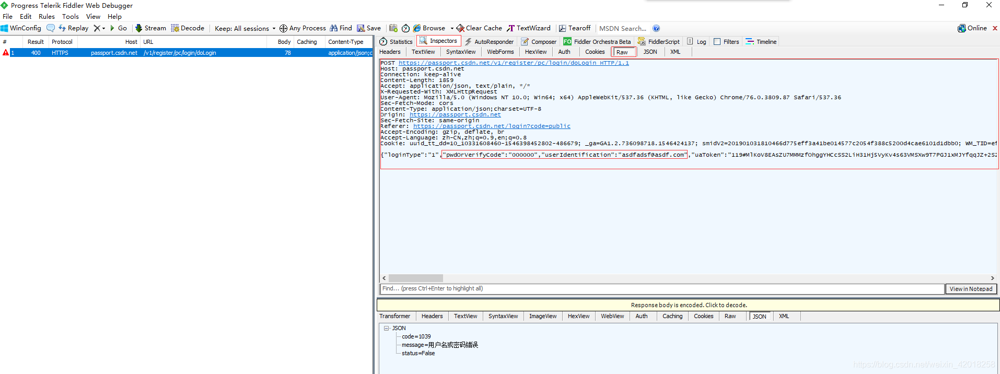 Progress Telerik Fiddler Web Debugger
File Edit Rules Tools View Help
WinConfig Replay Go Stream Decode Keep: All sessions Any Process Find Save Browse Clear Cache TextWizard Tearoff MSDN Search... Online
# Result Protocol Host URL Body Caching Content-Type
1 400 HTTPS passport.csdn.net /v1/register/pc/login/doLogin 78 application/json;c
Statistics Inspectors AutoResponder Composer FO Fiddler Orchestra Beta FiddlerScript Log Filters Timeline
Headers TextView SyntaxView WebForms HexView Auth Cookies Raw JSON XML
POST https://passport.csdn.net/v1/register/pc/login/doLogin HTTP/1.1
Host: passport.csdn.net
Connection: keep-alive
Content-Length: 1859
Accept: application/json, text/plain, */*
X-Requested-With: XMLHttpRequest
User-Agent: Mozilla/5.0 (Windows NT 10.0; Win64; x64) AppleWebKit/537.36 (KHTML, like Gecko) Chrome/76.0.3809.87 Safari/537.36
Sec-Fetch-Mode: cors
Content-Type: application/json;charset=UTF-8
Origin: https://passport.csdn.net
Sec-Fetch-Site: same-origin
Referer: https://passport.csdn.net/login?code=public
Accept-Encoding: gzip, deflate, br
Accept-Language: zh-CN,zh;q=0.9,en;q=0.8
Cookie: uuid_tt_dd=10_10331608460-1546398452802-486679; _ga=GA1.2.736098718.1546424137; smidV2=201901031810466d775eff3a41be014577c2054f388c5200d4cae6101d1dbb0; WM_TID=ef
{"loginType":"1","pwdOrVerifyCode":"000000","userIdentification":"asdfadsf@asdf.com","uaToken":"119#MlKoV8EAsZU7MMMzfOhggYHCcSS2LiH31Hj5VyKv4s63VMSXw9T7PGJ1xMJYfqqJZ+2S2
Find... (press Ctrl+Enter to highlight all) View in Notepad
Response body is encoded. Click to decode.
Transformer Headers TextView SyntaxView ImageView HexView WebView Auth Caching Cookies Raw JSON XML
JSON
code=1039
message=用户名或密码错误
status=False
https://blog.csdn.net/weixin_42018258